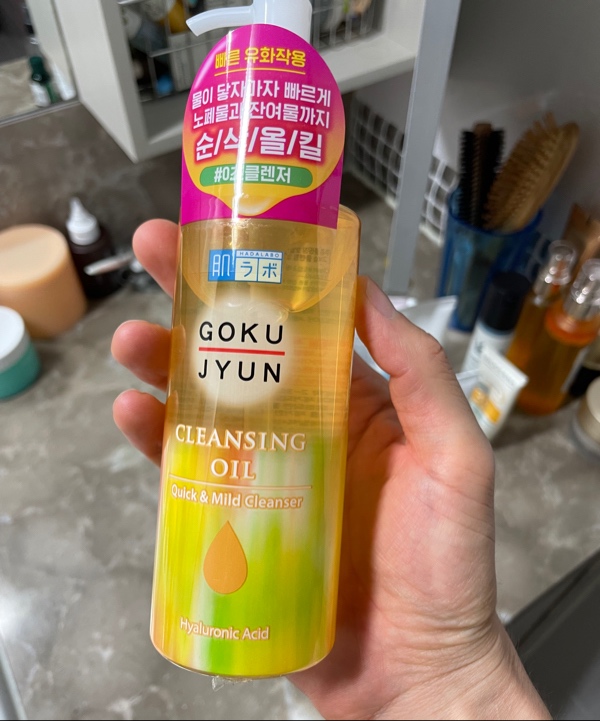 빠른 유화작용
물이 닿자마자 빠르게
노폐물과 잔여물까지
순/삭/올/킬
#0초클렌저
HADALABO
肌ラボ
GOKU
JYUN
CLEANSING
OIL
Quick & Mild Cleanser
Hyaluronic Acid